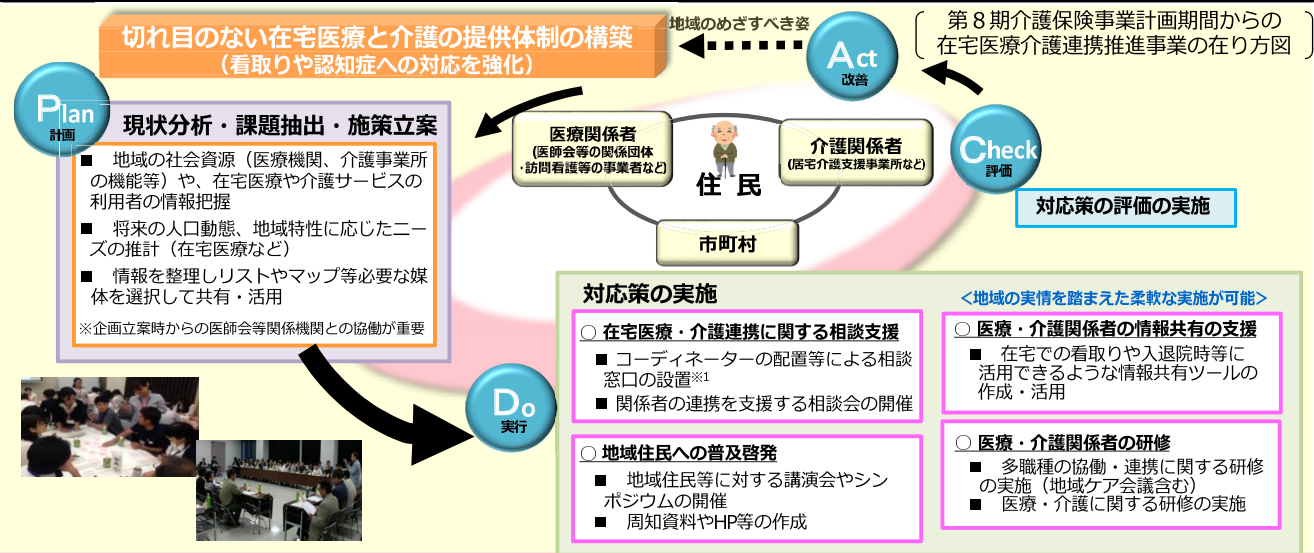 第８期介護保険事業計画期間からの
在宅医療介護連携推進事業の在り方図
地域のめざすべき姿
切れ目のない在宅医療と介護の提供体制の構築
（看取りや認知症への対応を強化）
Act
改善
Plan
計画
現状分析・課題抽出・施策立案
■ 地域の社会資源（医療機関、介護事業所
の機能等）や、在宅医療や介護サービスの
利用者の情報把握
■ 将来の人口動態、地域特性に応じたニー
ズの推計（在宅医療など）
■ 情報を整理しリストやマップ等必要な媒
体を選択して共有・活用
※企画立案時からの医師会等関係機関との協働が重要
医療関係者
(医師会等の関係団体
・訪問看護等の事業者など)
介護関係者
(居宅介護支援事業所など)
住 民
市町村
Check
評価
対応策の評価の実施
Do
実行
対応策の実施
＜地域の実情を踏まえた柔軟な実施が可能＞
○ 在宅医療・介護連携に関する相談支援
■ コーディネーターの配置等による相談
窓口の設置※1
■ 関係者の連携を支援する相談会の開催
○ 地域住民への普及啓発
■ 地域住民等に対する講演会やシン
ポジウムの開催
■ 周知資料やHP等の作成
○ 医療・介護関係者の情報共有の支援
■ 在宅での看取りや入退院時等に
活用できるような情報共有ツールの
作成・活用
○ 医療・介護関係者の研修
■ 多職種の協働・連携に関する研修
の実施（地域ケア会議含む）
■ 医療・介護に関する研修の実施